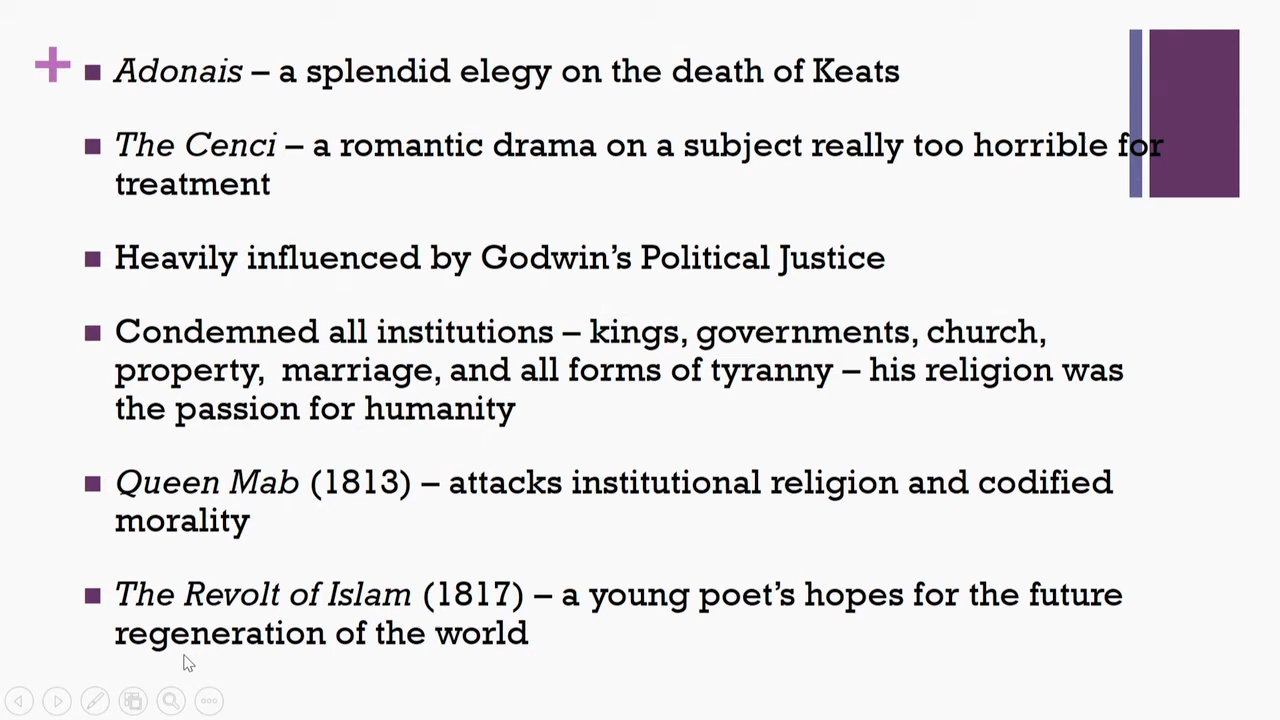 Adonais – a splendid elegy on the death of Keats
The Cenci – a romantic drama on a subject really too horrible for
treatment
Heavily influenced by Godwin’s Political Justice
Condemned all institutions – kings, governments, church,
property,  marriage, and all forms of tyranny – his religion was
the passion for humanity
Queen Mab (1813) – attacks institutional religion and codified
morality
The Revolt of Islam (1817) – a young poet’s hopes for the future
regeneration of the world